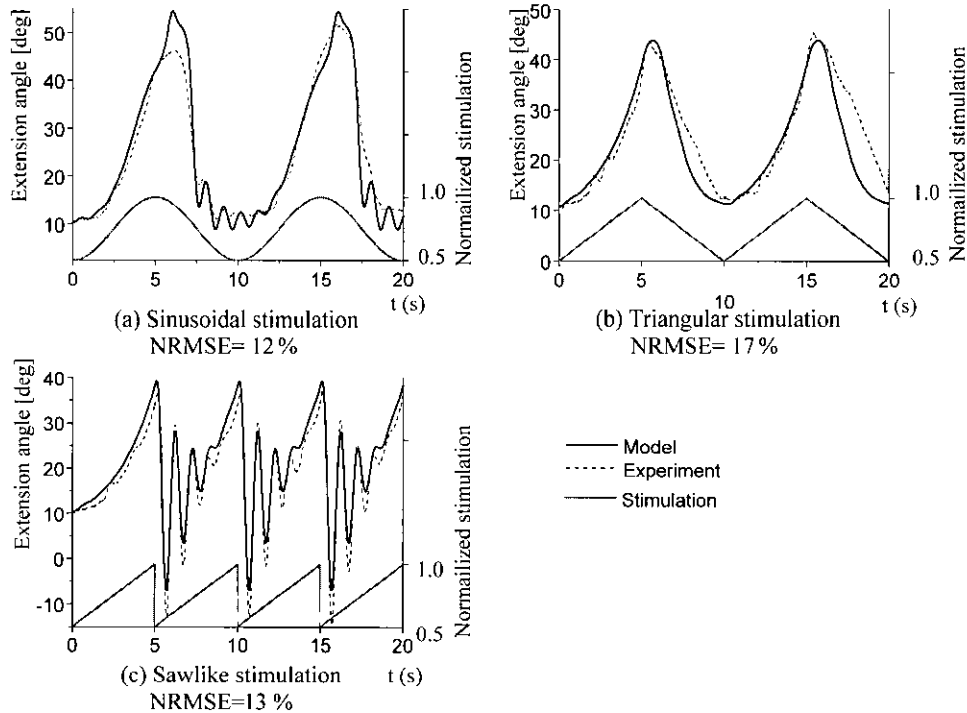 Extension angle [deg]
50
40
30
20
10
Normailized stimulation
1.0
0.5
0
5
10
15
20
t (s)
(a) Sinusoidal stimulation
NRMSE= 12 %
Extension angle [deg]
50
40
30
20
10
0
Normailized stimulation
1.0
0.5
0
5
10
15
20
t (s)
(b) Triangular stimulation
NRMSE= 17 %
Extension angle [deg]
40
30
20
10
0
-10
Normailized stimulation
1.0
0.5
0
5
10
15
20
t (s)
(c) Sawlike stimulation
NRMSE=13 %
Model
Experiment
Stimulation